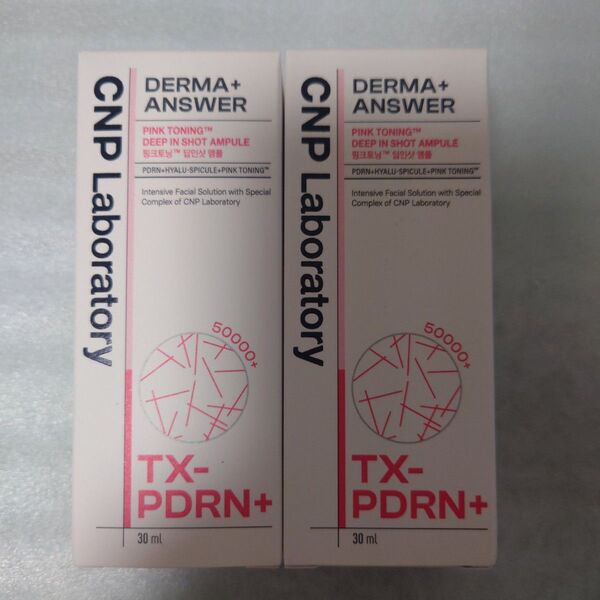 CNP Laboratory
DERMA+
ANSWER
PINK TONING™
DEEP IN SHOT AMPULE
핑크토닝™ 딥인샷 앰플
PDRN+HYALU-SPICULE+PINK TONING™
Intensive Facial Solution with Special
Complex of CNP Laboratory
50000+
TX-
PDRN+
30 ml
CNP Laboratory
DERMA+
ANSWER
PINK TONING™
DEEP IN SHOT AMPULE
핑크토닝™ 딥인샷 앰플
PDRN+HYALU-SPICULE+PINK TONING™
Intensive Facial Solution with Special
Complex of CNP Laboratory
50000+
TX-
PDRN+
30 ml